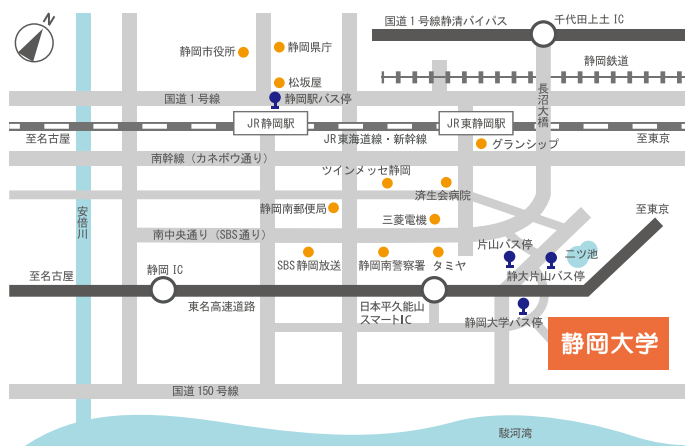 N
国道1号線静清バイパス
千代田上土 IC
静岡市役所
静岡県庁
静岡鉄道
松坂屋
長沼大橋
国道1号線
静岡駅バス停
JR静岡駅
JR東静岡駅
至名古屋
JR東海道線・新幹線
グランシップ
至東京
南幹線（カネボウ通り）
ツインメッセ静岡
済生会病院
安倍川
静岡南郵便局
三菱電機
至東京
南中央通り（SBS通り）
片山バス停
二ツ池
SBS静岡放送
静岡南警察署
タミヤ
静大片山バス停
至名古屋
静岡 IC
東名高速道路
日本平久能山
スマートIC
静岡大学バス停
静岡大学
国道150号線
駿河湾